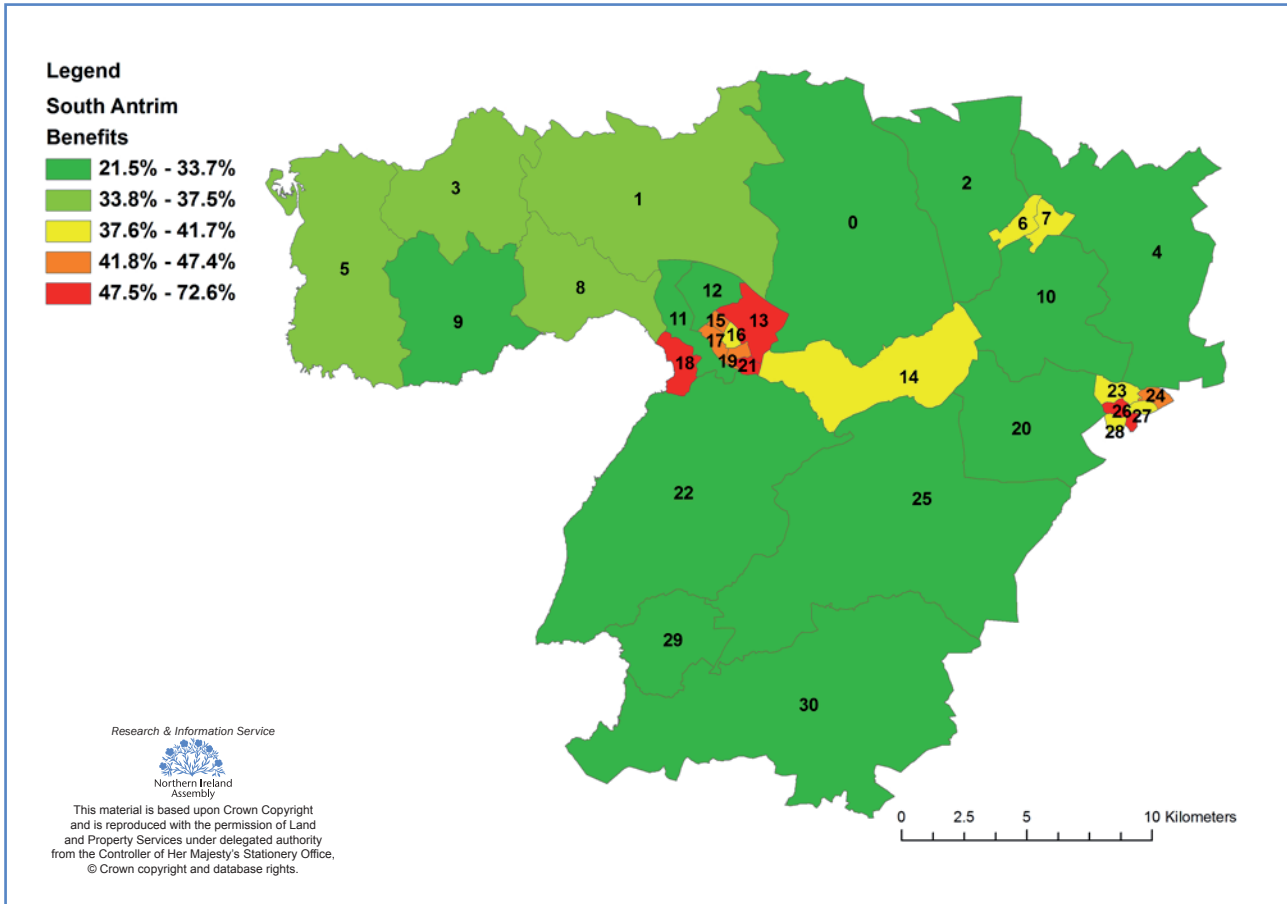 Legend
South Antrim
Benefits
21.5% - 33.7%
33.8% - 37.5%
37.6% - 41.7%
41.8% - 47.4%
47.5% - 72.6%
0
1
2
3
4
5
6
7
8
9
10
11
12
13
14
15
16
17
18
19
20
21
22
23
24
25
26
27
28
29
30
Research & Information Service
Northern Ireland
Assembly
This material is based upon Crown Copyright
and is reproduced with the permission of Land
and Property Services under delegated authority
from the Controller of Her Majesty's Stationery Office,
© Crown copyright and database rights.
0 2.5 5 10 Kilometers